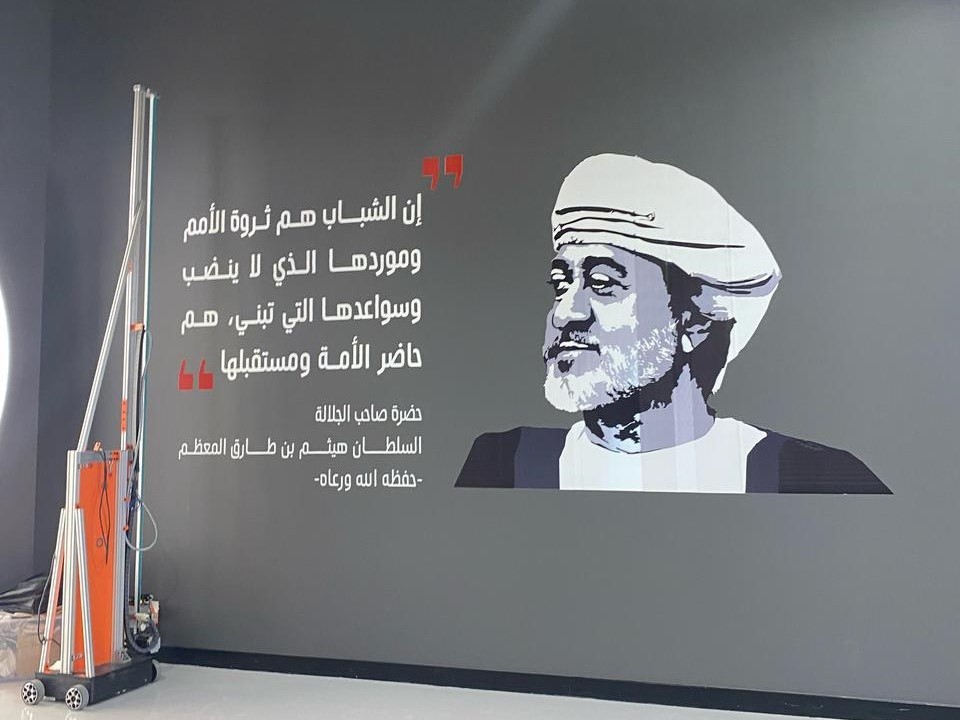 إن الشباب هم ثروة الأمم
وموردها الذي لا ينضب
وسواعدها التي تبني، هم
حاضر الأمة ومستقبلها
حضرة صاحب الجلالة
السلطان هيثم بن طارق المعظم
-حفظه الله ورعاه-